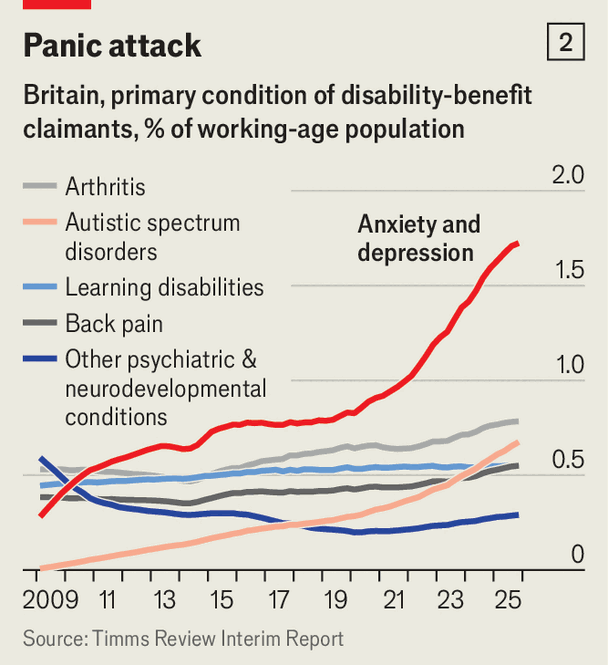 Panic attack
2
Britain, primary condition of disability-benefit
claimants, % of working-age population
Arthritis
Autistic spectrum
disorders
Learning disabilities
Back pain
Other psychiatric &
neurodevelopmental
conditions
Anxiety and
depression
2.0
1.5
1.0
0.5
0
2009 11 13 15 17 19 21 23 25
Source: Timms Review Interim Report